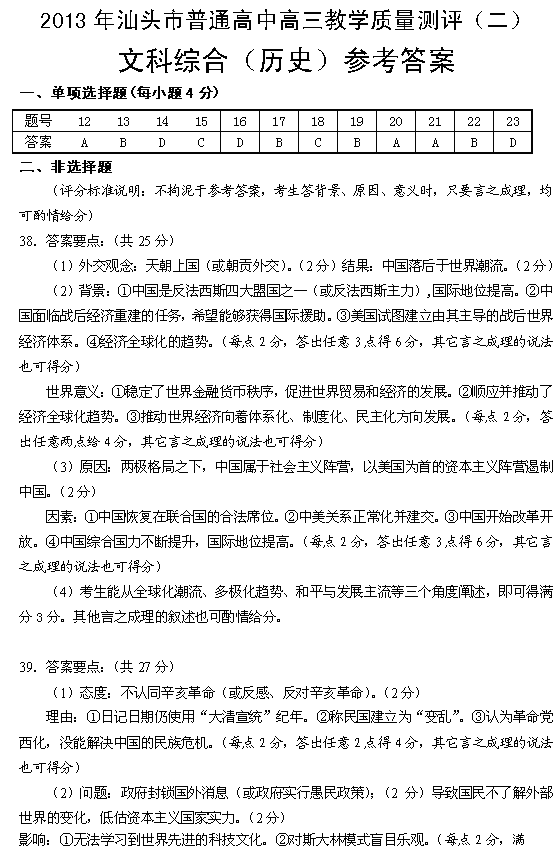 2013 年汕头市普通高中高三教学质量测评（二）
文科综合（历史）参考答案
一、单项选择题(每小题 4 分)
题号 12 13 14 15 16 17 18 19 20 21 22 23
答案 A B D C D B C B A A B D
二、非选择题
（评分标准说明：不拘泥于参考答案，考生答背景、原因、意义时，只要言之成理，均
可酌情给分）
38．答案要点：（共 25 分）
（1）外交观念：天朝上国（或朝贡外交）。（2 分）结果：中国落后于世界潮流。（2 分）
（2）背景：①中国是反法西斯四大盟国之一（或反法西斯主力）,国际地位提高。②中
国面临战后经济重建的任务，希望能够获得国际援助。③美国试图建立由其主导的战后世界
经济体系。④经济全球化的趋势。（每点 2 分，答出任意 3 点得 6 分，其它言之成理的说法
也可得分）
世界意义：①稳定了世界金融货币秩序，促进世界贸易和经济的发展。②顺应并推动了
经济全球化趋势。③推动世界经济向着体系化、制度化、民主化方向发展。（每点 2 分，答
出任意两点给 4 分，其它言之成理的说法也可得分）
（3）原因：两极格局之下，中国属于社会主义阵营，以美国为首的资本主义阵营遏制
中国。（2 分）
因素：①中国恢复在联合国的合法席位。②中美关系正常化并建交。③中国开始改革开
放。④中国综合国力不断提升，国际地位提高。（每点 2 分，答出任意 3 点得 6 分，其它言
之成理的说法也可得分）
（4）考生能从全球化潮流、多极化趋势、和平与发展主流等三个角度阐述，即可得满
分 3 分。其他言之成理的叙述也可酌情给分。
39．答案要点：（共 27 分）
（1）态度：不认同辛亥革命（或反感、反对辛亥革命）。（2 分）
理由：①日记日期仍使用“大清宣统”纪年。②称民国建立为“变乱”。③认为革命党
西化，没能解决中国的民族危机。（每点 2 分，答出任意 2 点得 4 分，其它言之成理的说法
也可得分）
（2）问题：政府封锁国外消息（或政府实行愚民政策）；（2 分）导致国民不了解外部
世界的变化，低估资本主义国家实力。（2 分）
影响：①无法学习到世界先进的科技文化。②对斯大林模式盲目乐观。（每点 2 分，满